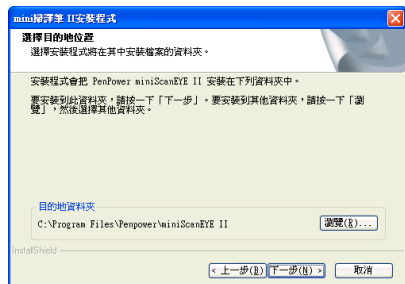 mini掃譯筆 II安裝程式
選擇目的地位置
選擇安裝程式將在其中安裝檔案的資料夾。
安裝程式會把 PenPower miniScanEYE II 安裝在下列資料夾中。
要安裝到此資料夾，請按一下「下一步」。要安裝到其他資料夾，請按一下「瀏
覽」，然後選擇其他資料夾。
目的地資料夾
C:\Program Files\Penpower\miniScanEYE II
瀏覽(R)...
InstallShield
< 上一步(B)
下一步(N) >
取消